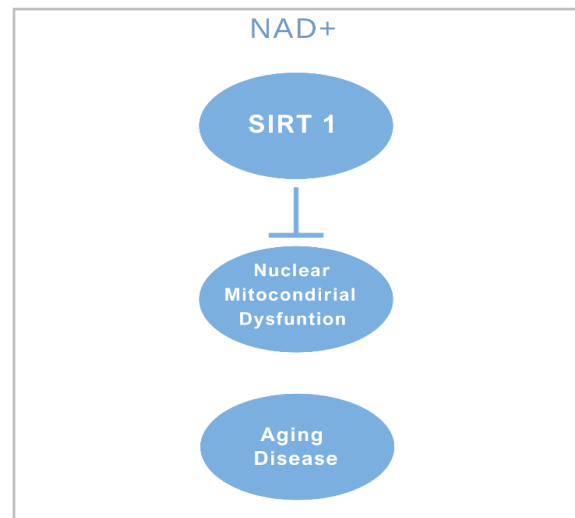 NAD+
SIRT 1
Nuclear
Mitocondirial
Dysfuntion
Aging
Disease